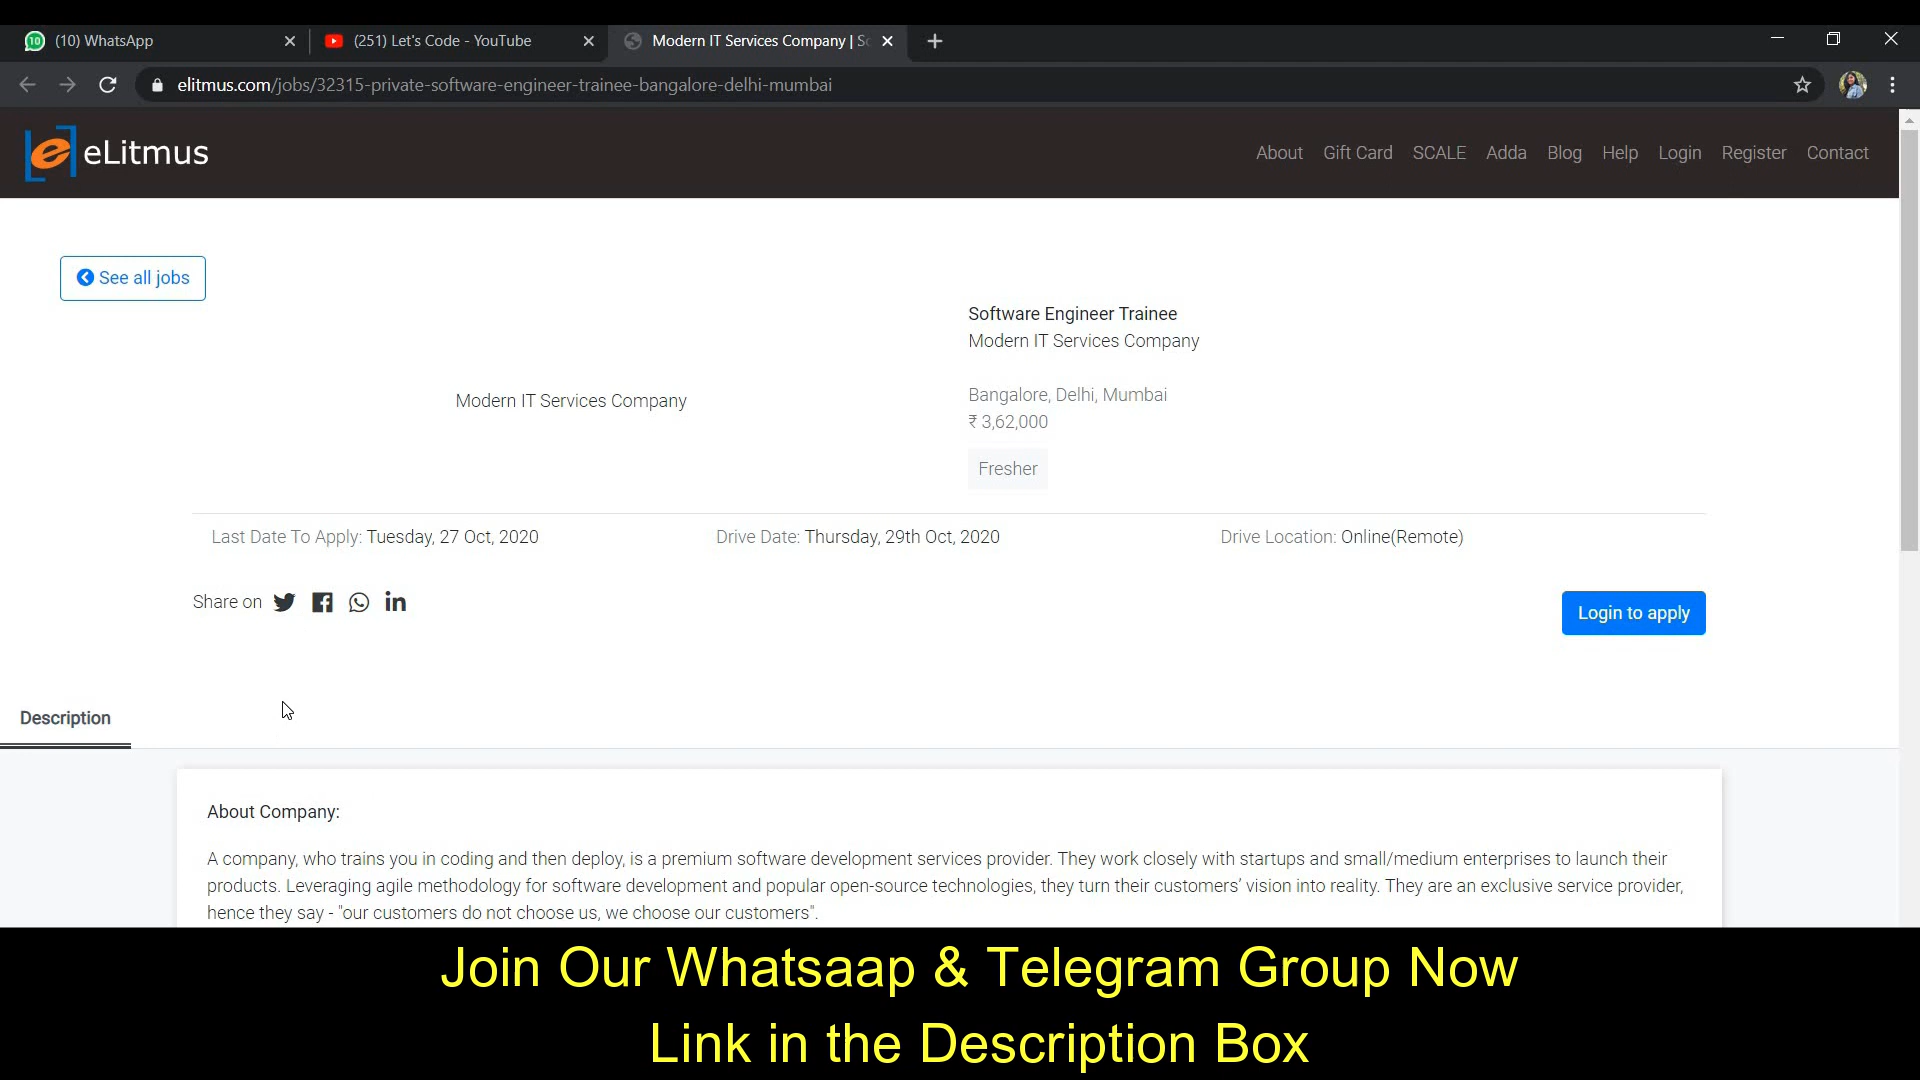 (10) WhatsApp
(251) Let's Code - YouTube
Modern IT Services Company |
elitmus.com/jobs/32315-private-software-engineer-trainee-bangalore-delhi-mumbai
eLitmus
About Gift Card SCALE Adda Blog Help Login Register Contact
See all jobs
Software Engineer Trainee
Modern IT Services Company
Modern IT Services Company
Bangalore, Delhi, Mumbai
₹ 3,62,000
Fresher
Last Date To Apply: Tuesday, 27 Oct, 2020
Drive Date: Thursday, 29th Oct, 2020
Drive Location: Online(Remote)
Share on
Login to apply
Description
About Company:
A company, who trains you in coding and then deploy, is a premium software development services provider. They work closely with startups and small/medium enterprises to launch their
products. Leveraging agile methodology for software development and popular open-source technologies, they turn their customers’ vision into reality. They are an exclusive service provider,
hence they say - "our customers do not choose us, we choose our customers".
Join Our Whatsaap & Telegram Group Now
Link in the Description Box